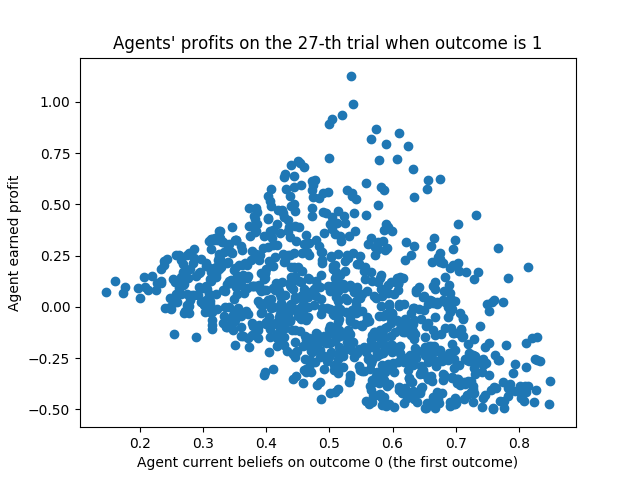 Agents' profits on the 27-th trial when outcome is 1
Agent earned profit
1.00
0.75
0.50
0.25
0.00
−0.25
−0.50
0.2 0.3 0.4 0.5 0.6 0.7 0.8
Agent current beliefs on outcome 0 (the first outcome)